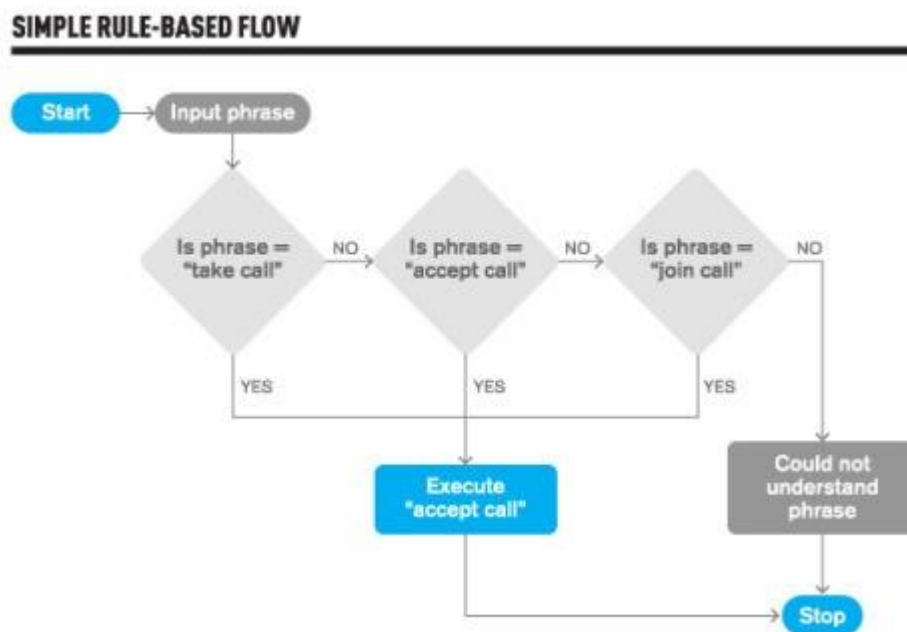 SIMPLE RULE-BASED FLOW
Start
Input phrase
Is phrase =
“take call”
NO
Is phrase =
“accept call”
NO
Is phrase =
“join call”
NO
YES
YES
YES
Execute
“accept call”
Could not
understand
phrase
Stop